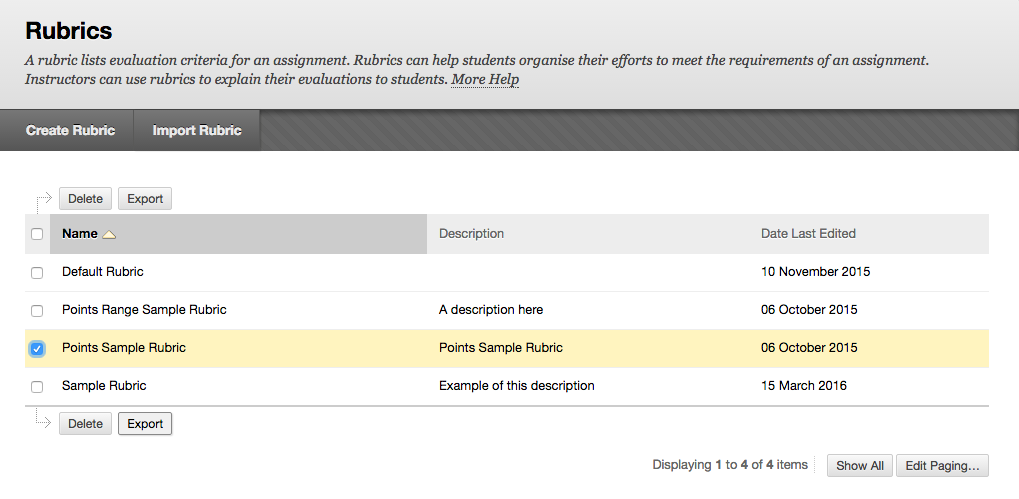 Rubrics
A rubric lists evaluation criteria for an assignment. Rubrics can help students organise their efforts to meet the requirements of an assignment.
Instructors can use rubrics to explain their evaluations to students. More Help
Create Rubric Import Rubric
Delete Export
Name Description Date Last Edited
Default Rubric 10 November 2015
Points Range Sample Rubric A description here 06 October 2015
Points Sample Rubric Points Sample Rubric 06 October 2015
Sample Rubric Example of this description 15 March 2016
Delete Export
Displaying 1 to 4 of 4 items Show All Edit Paging...